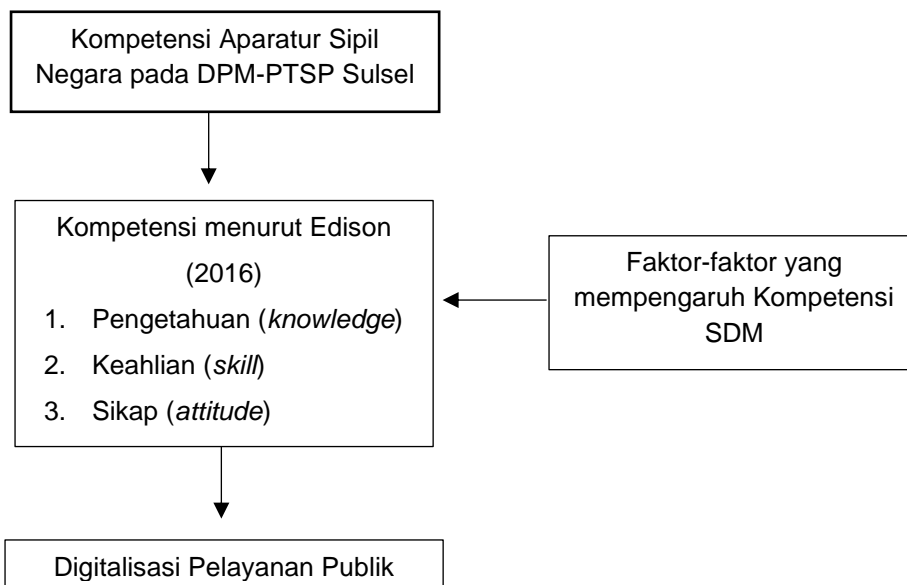 Kompetensi Aparatur Sipil
Negara pada DPM-PTSP Sulsel
Kompetensi menurut Edison
(2016)
1. Pengetahuan (knowledge)
2. Keahlian (skill)
3. Sikap (attitude)
Faktor-faktor yang
mempengaruh Kompetensi
SDM
Digitalisasi Pelayanan Publik